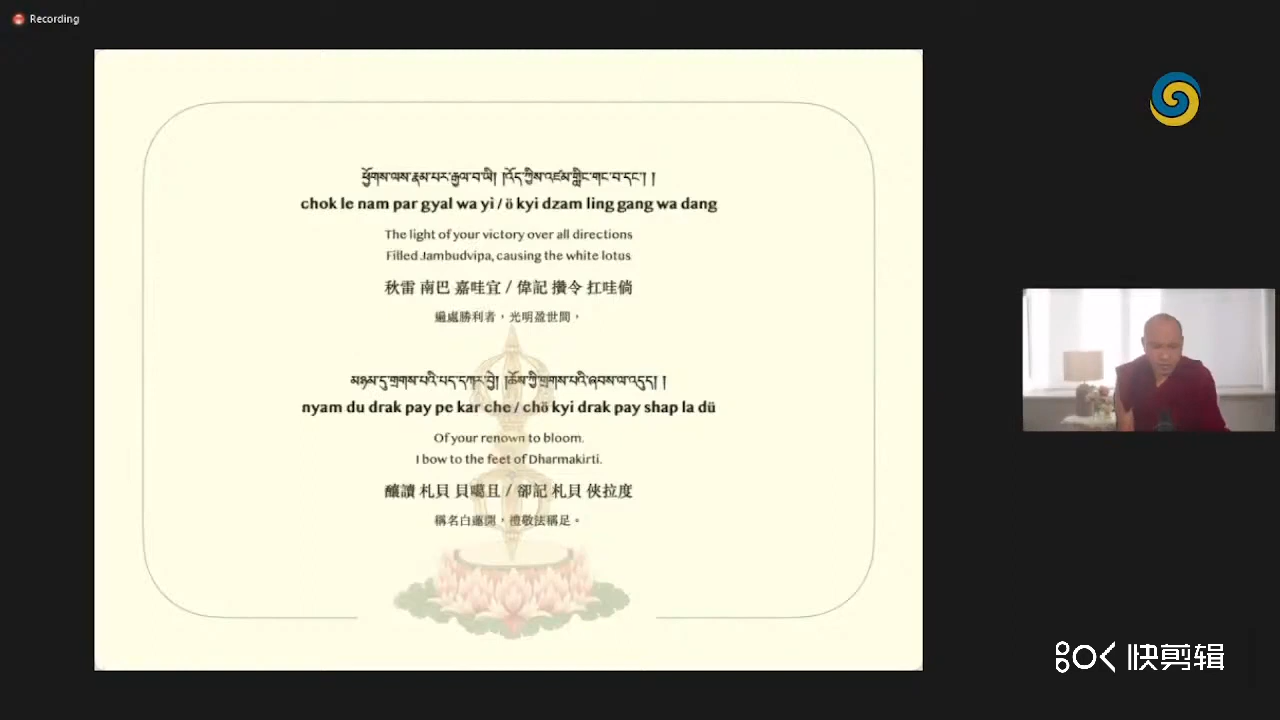 Recording
ཕྱོགས་ལས་རྣམ་པར་རྒྱལ་བ་ཡི། །འོད་ཀྱིས་འཛམ་གླིང་གང་བ་དང་། །
chok le nam par gyal wa yi / ö kyi dzam ling gang wa dang
The light of your victory over all directions
Filled Jambudvipa, causing the white lotus
秋雷 南巴 嘉哇宜 / 偉記 攢令 扛哇倘
遍處勝利者，光明盈世間，
མཉམ་དུ་གྲགས་པའི་པད་དཀར་བྱེ། །ཆོས་ཀྱི་གྲགས་པའི་ཞབས་ལ་འདུད། །
nyam du drak pay pe kar che / chö kyi drak pay shap la dü
Of your renown to bloom.
I bow to the feet of Dharmakirti.
釀讀 札貝 貝噶且 / 卻記 札貝 俠拉度
稱名白蓮開，禮敬法稱足。
快剪辑